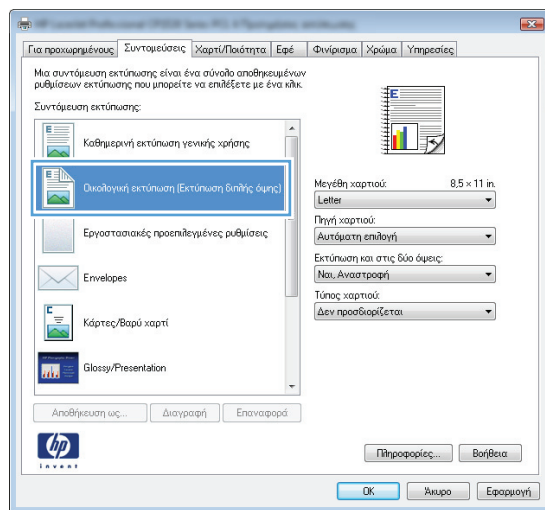 Για προχωρημένους Συντομεύσεις Χαρτί/Ποιότητα Εφέ Φινίρισμα Χρώμα Υπηρεσίες
Μια συντόμευση εκτύπωσης είναι ένα σύνολο αποθηκευμένων
ρυθμίσεων εκτύπωσης που μπορείτε να επιλέξετε με ένα κλικ.
Συντόμευση εκτύπωσης:
Καθημερινή εκτύπωση γενικής χρήσης
Οικολογική εκτύπωση (Εκτύπωση διπλής όψης)
Εργοστασιακές προεπιλεγμένες ρυθμίσεις
Envelopes
Κάρτες/Βαρύ χαρτί
Glossy/Presentation
Μεγέθη χαρτιού: 8,5 × 11 in.
Letter
Πηγή χαρτιού:
Αυτόματη επιλογή
Εκτύπωση και στις δύο όψεις:
Ναι, Αναστροφή
Τύπος χαρτιού:
Δεν προσδιορίζεται
Αποθήκευση ως... Διαγραφή Επαναφορά
hp
invent
Πληροφορίες... Βοήθεια
OK Άκυρο Εφαρμογή